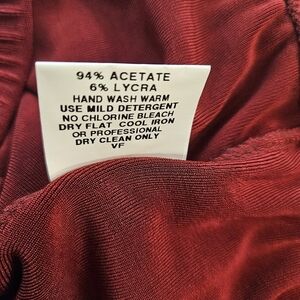 94% ACETATE
6% LYCRA
HAND WASH WARM
USE MILD DETERGENT
NO CHLORINE BLEACH
DRY FLAT COOL IRON
OR PROFESSIONAL
DRY CLEAN ONLY
VF